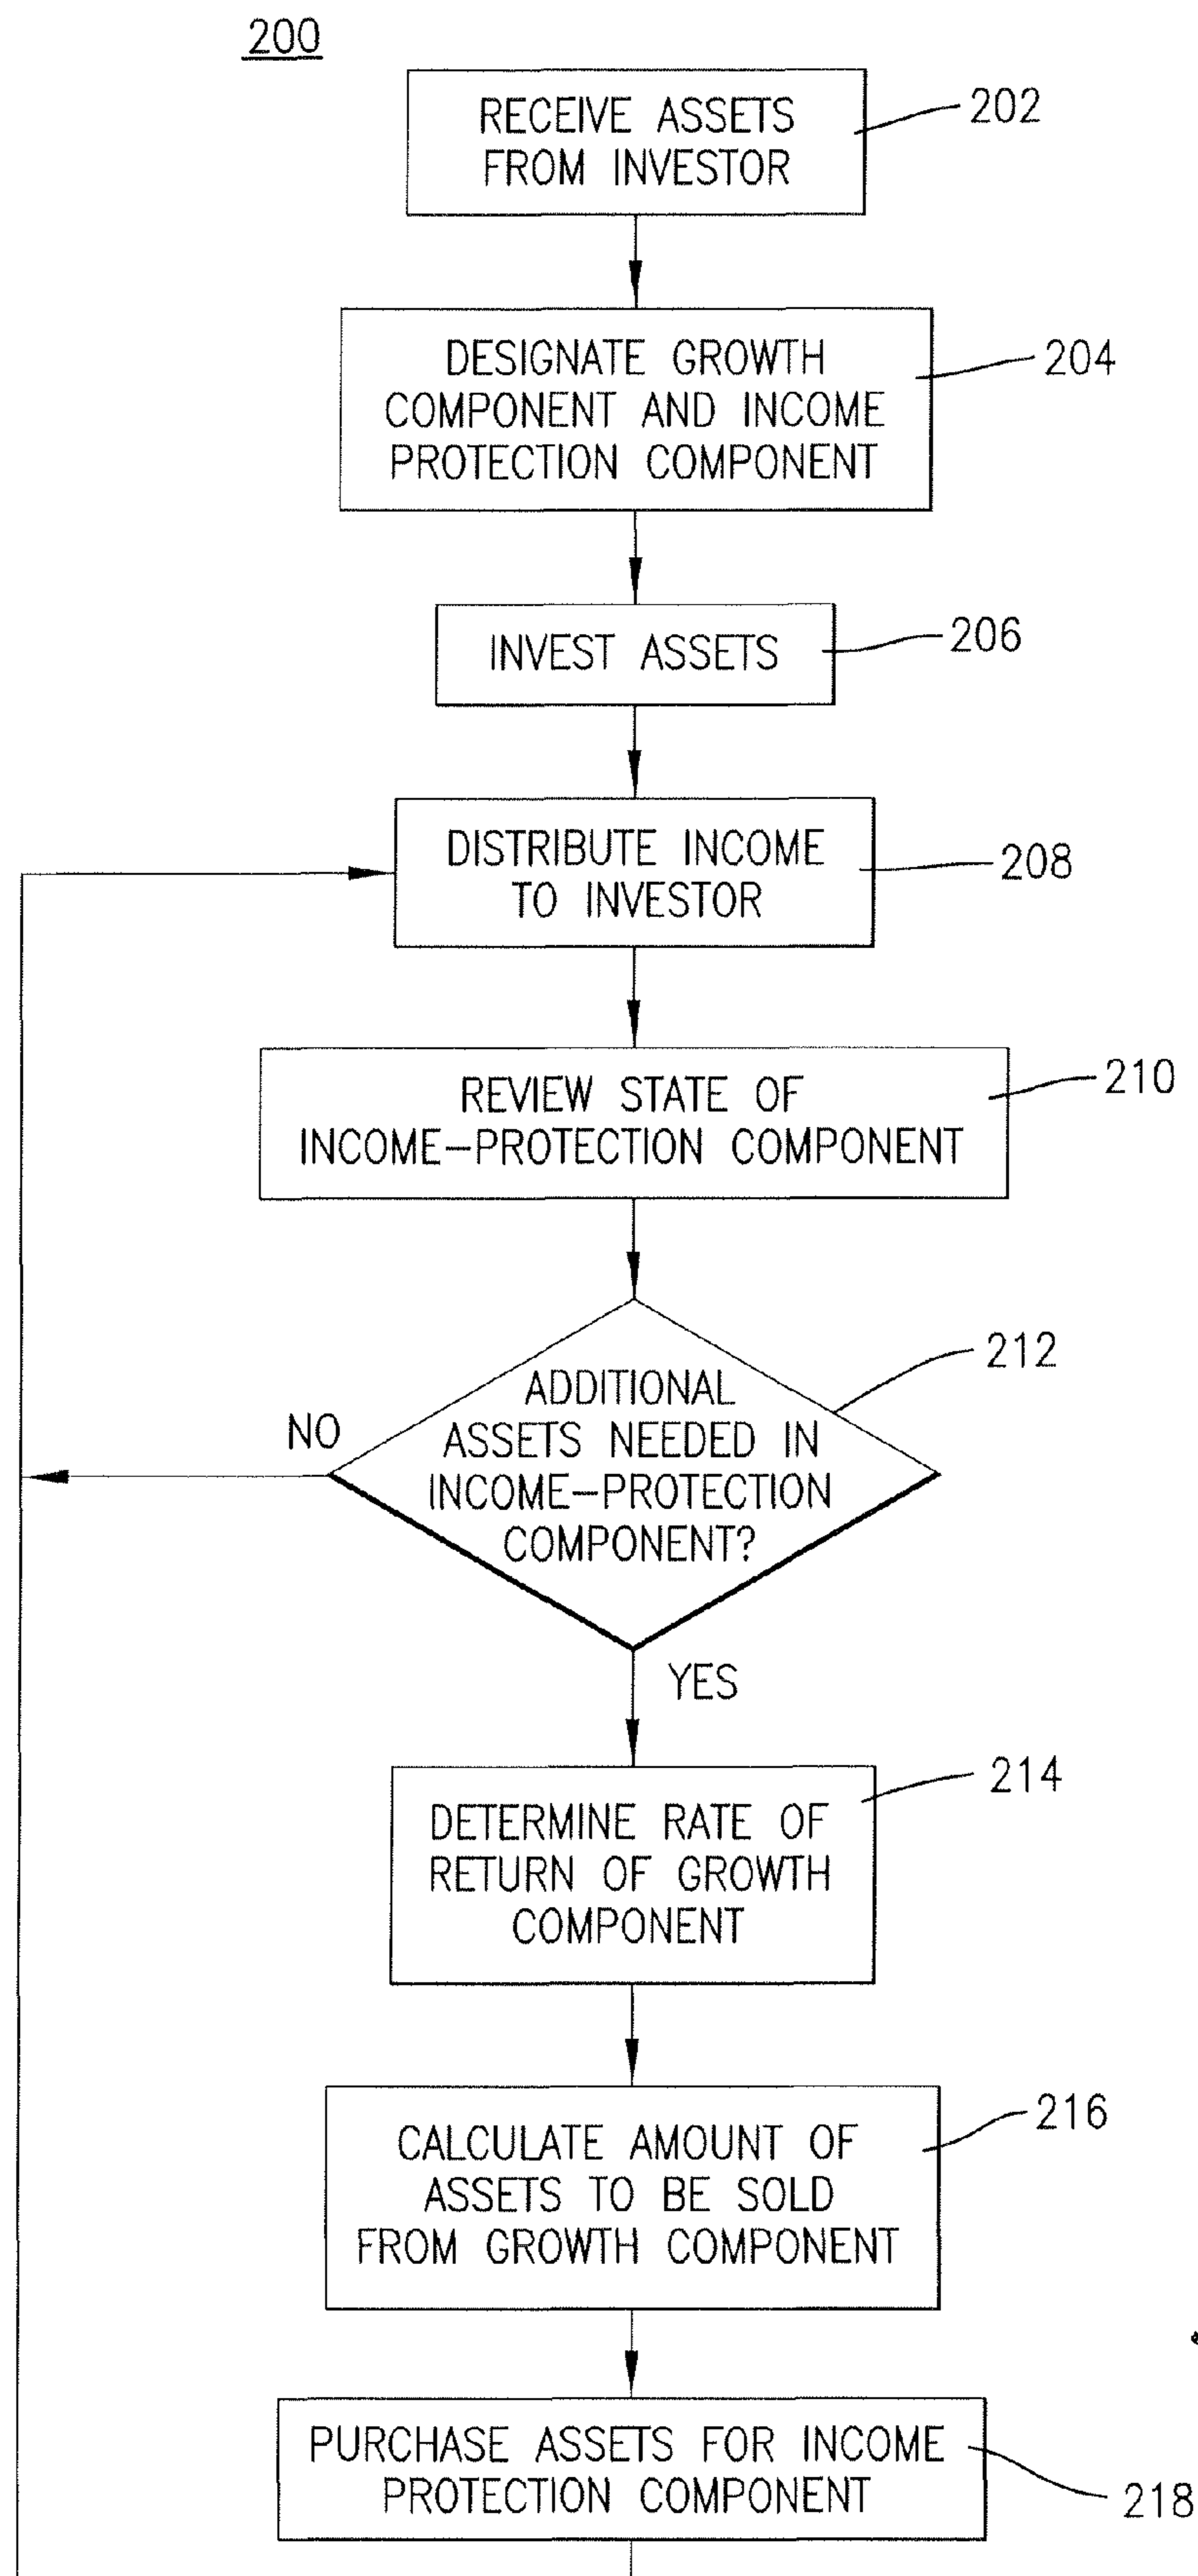 200
RECEIVE ASSETS
FROM INVESTOR
202
DESIGNATE GROWTH
COMPONENT AND INCOME
PROTECTION COMPONENT
204
INVEST ASSETS
206
DISTRIBUTE INCOME
TO INVESTOR
208
REVIEW STATE OF
INCOME–PROTECTION COMPONENT
210
ADDITIONAL
ASSETS NEEDED IN
INCOME–PROTECTION
COMPONENT?
212
NO
YES
DETERMINE RATE OF
RETURN OF GROWTH
COMPONENT
214
CALCULATE AMOUNT OF
ASSETS TO BE SOLD
FROM GROWTH COMPONENT
216
PURCHASE ASSETS FOR INCOME
PROTECTION COMPONENT
218